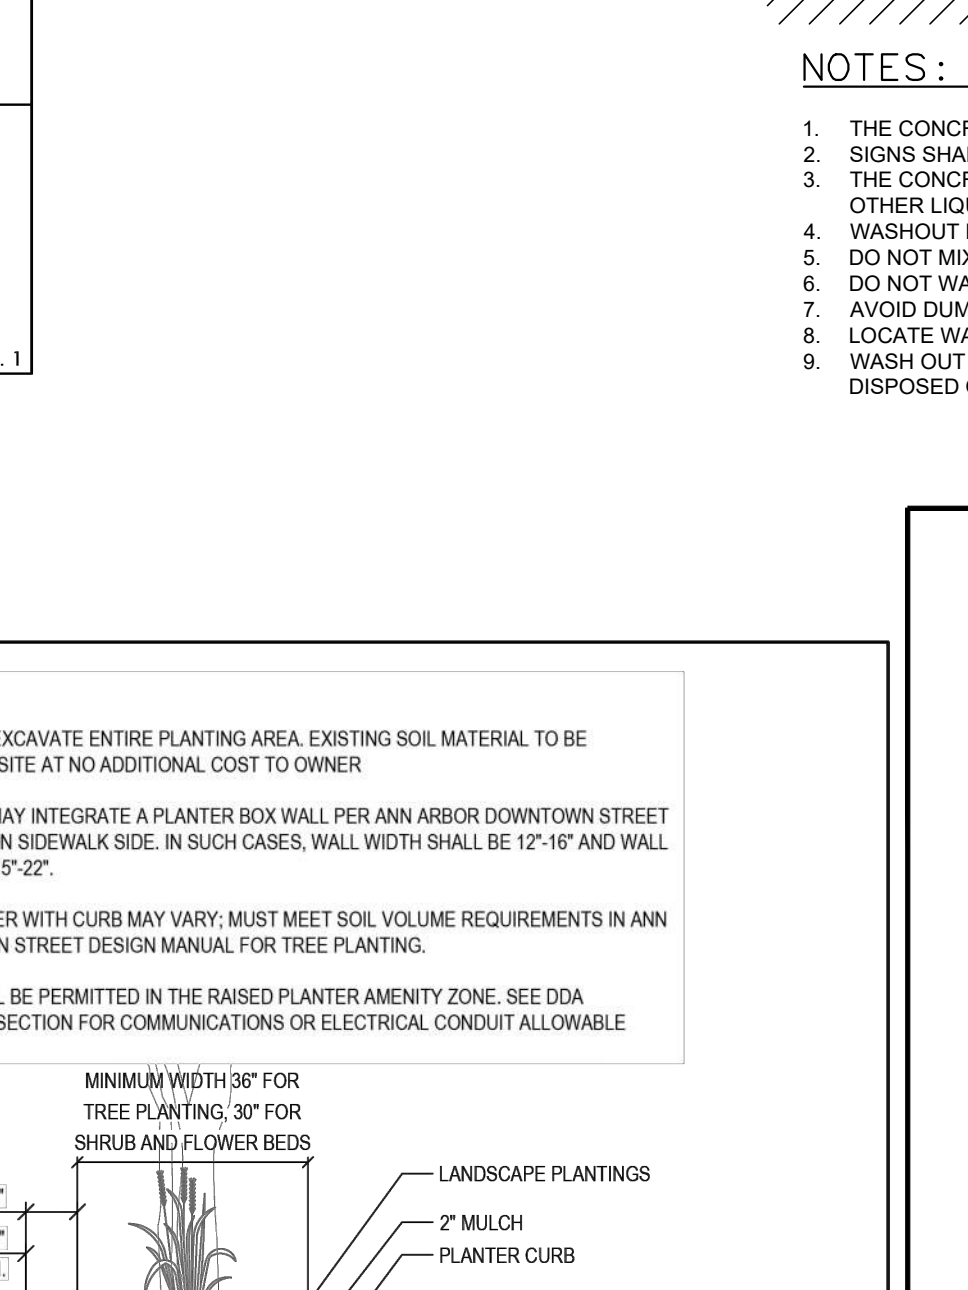 NOTES:
1. THE CONCR
2. SIGNS SHA
3. THE CONCR
OTHER LIQU
4. WASHOUT
5. DO NOT MIX
6. DO NOT WA
7. AVOID DUM
8. LOCATE WA
9. WASH OUT
DISPOSED
. 1
EXCAVATE ENTIRE PLANTING AREA. EXISTING SOIL MATERIAL TO BE
SITE AT NO ADDITIONAL COST TO OWNER
MAY INTEGRATE A PLANTER BOX WALL PER ANN ARBOR DOWNTOWN STREET
N SIDEWALK SIDE. IN SUCH CASES, WALL WIDTH SHALL BE 12"-16" AND WALL
5"-22".
ER WITH CURB MAY VARY; MUST MEET SOIL VOLUME REQUIREMENTS IN ANN
N STREET DESIGN MANUAL FOR TREE PLANTING.
L BE PERMITTED IN THE RAISED PLANTER AMENITY ZONE. SEE DDA
SECTION FOR COMMUNICATIONS OR ELECTRICAL CONDUIT ALLOWABLE
MINIMUM WIDTH 36" FOR
TREE PLANTING, 30" FOR
SHRUB AND FLOWER BEDS
LANDSCAPE PLANTINGS
2" MULCH
PLANTER CURB